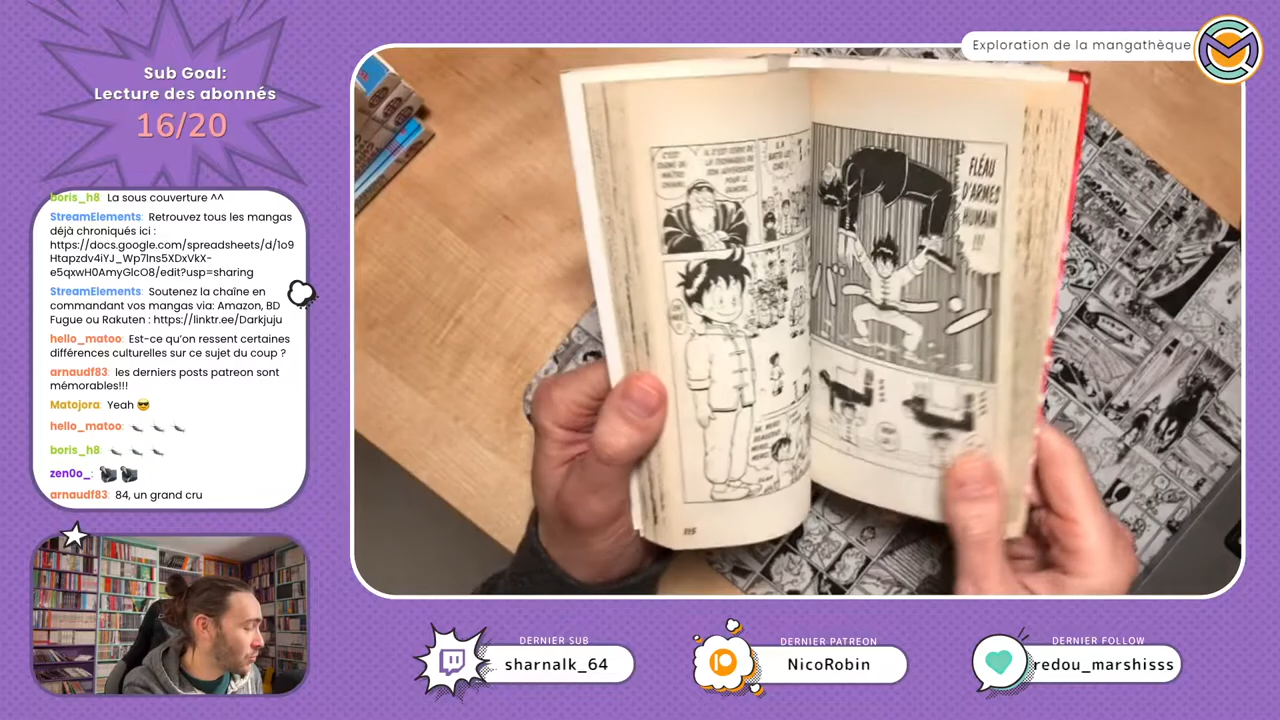 Sub Goal:
Lecture des abonnés
16/20
boris_h8: La sous couverture ^^
StreamElements: Retrouvez tous les mangas
déjà chroniqués ici :
https://docs.google.com/spreadsheets/d/1o9
Htapzdv4iYJ_Wp7lns5XDxVkX-
e5qxwH0AmyGlcO8/edit?usp=sharing
StreamElements: Soutenez la chaîne en
commandant vos mangas via: Amazon, BD
Fugue ou Rakuten : https://linktr.ee/Darkjuju
hello_matoo: Est-ce qu'on ressent certaines
différences culturelles sur ce sujet du coup ?
arnaudf83: les derniers posts patreon sont
mémorables!!!
Matojora: Yeah
hello_matoo:
boris_h8:
zen0o_:
arnaudf83: 84, un grand cru
Exploration de la mangathèque
FLÉAU
D'ARMES
HUMAIN
!!!
115
DERNIER SUB
sharnalk_64
DERNIER PATREON
NicoRobin
DERNIER FOLLOW
redou_marshisss